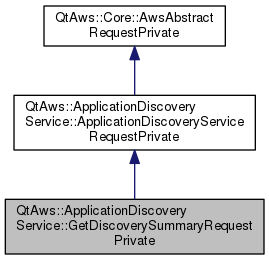 QtAws::Core::AwsAbstract
RequestPrivate
QtAws::ApplicationDiscovery
Service::ApplicationDiscoveryService
RequestPrivate
QtAws::ApplicationDiscovery
Service::GetDiscoverySummaryRequest
Private